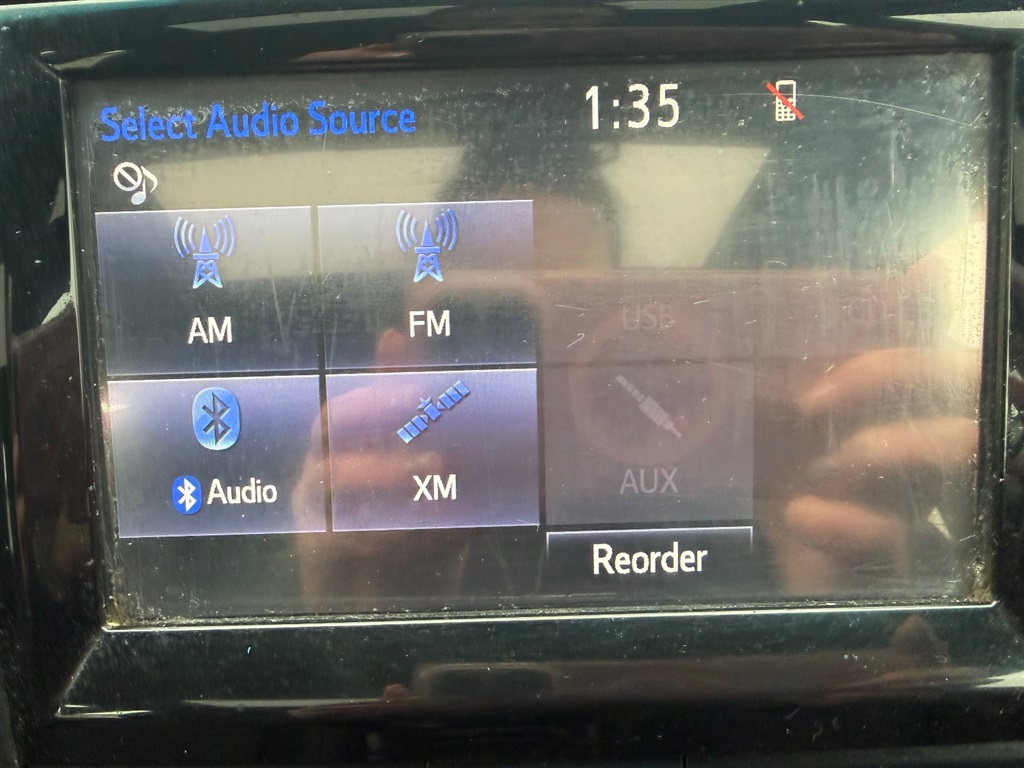 Select Audio Source
1:35
AM
FM
USB
Audio
XM
AUX
Reorder